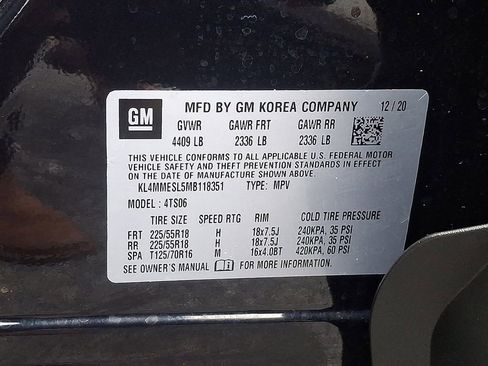 GM MFD BY GM KOREA COMPANY 12/20
GVWR GAWR FRT GAWR RR
4409 LB 2336 LB 2336 LB
THIS VEHICLE CONFORMS TO ALL APPLICABLE U.S. FEDERAL MOTOR
VEHICLE SAFETY AND THEFT PREVENTION STANDARDS IN EFFECT ON
THE DATE OF MANUFACTURE SHOWN ABOVE.
KL4MMESL5MB118351 TYPE: MPV
MODEL : 4TS06
TIRE SIZE SPEED RTG RIM COLD TIRE PRESSURE
FRT 225/55R18 H 18x7.5J 240KPA, 35 PSI
RR 225/55R18 H 18x7.5J 240KPA, 35 PSI
SPA T125/70R16 M 16x4.0BT 420KPA, 60 PSI
SEE OWNER'S MANUAL FOR MORE INFORMATION.